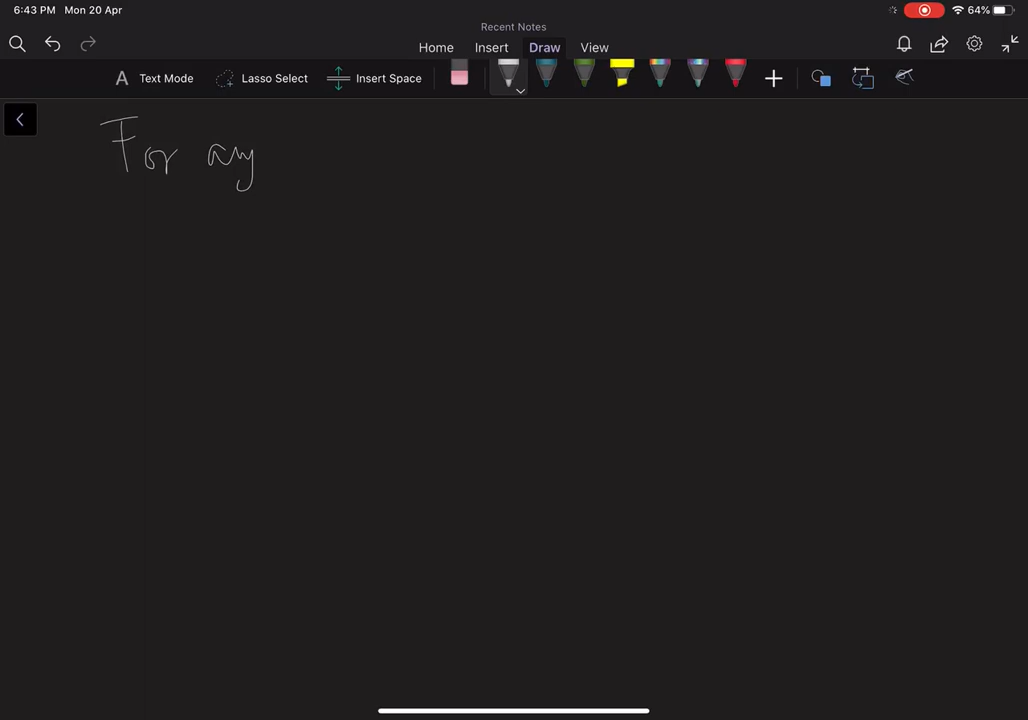 6:43 PM Mon 20 Apr 64%
Recent Notes
Home Insert Draw View
A Text Mode Lasso Select Insert Space
For any